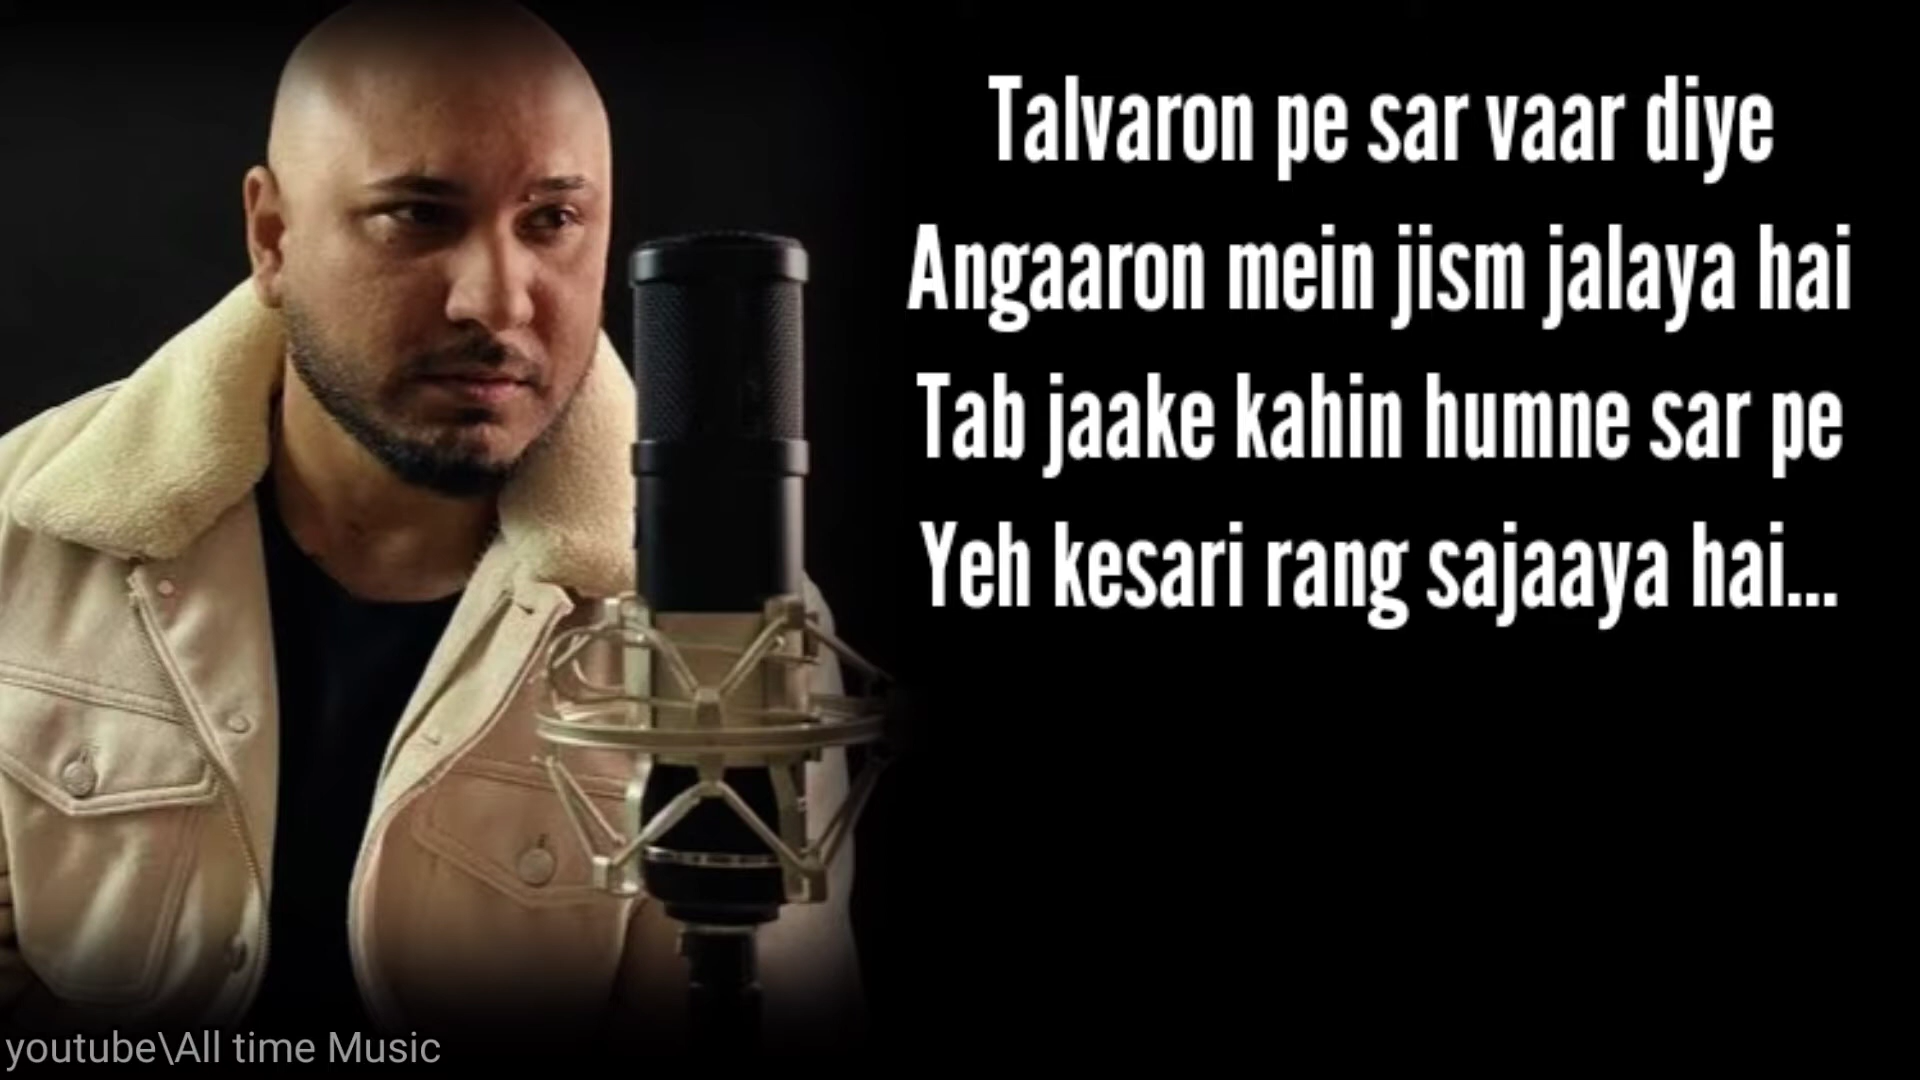 Talvaron pe sar vaar diye
Angaaron mein jism jalaya hai
Tab jaake kahin humne sar pe
Yeh kesari rang sajaaya hai...
youtube\All time Music